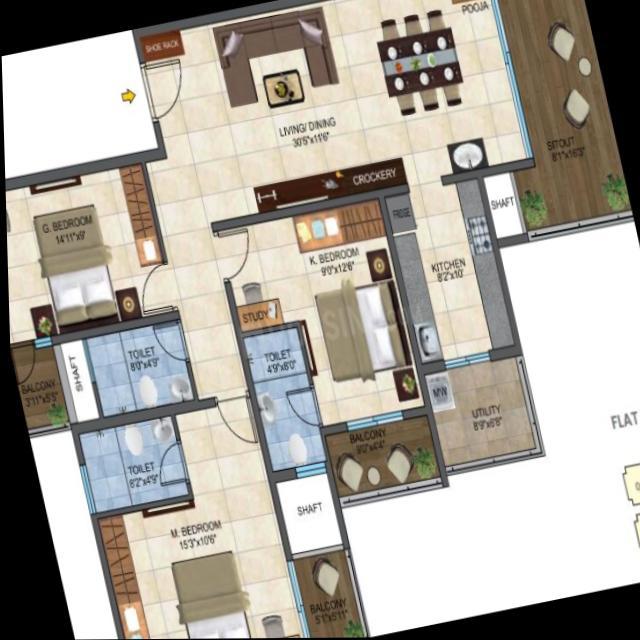 POOJA
SHOE RACK
LIVING/ DINING
30'5"x11'6"
SITOUT
8'1"x16'3"
CROCKERY
FRIDGE
SHAFT
G. BEDROOM
14'11"x9'
K. BEDROOM
9'0"x12'6"
KITCHEN
8'2"x10'
STUDY
TOILET
8'0"x4'9"
TOILET
4'9"x6'0"
SHAFT
BALCONY
3'11"x5'5"
MW
UTILITY
8'9"x6'8"
BALCONY
9'2"x4'4"
FLAT
TOILET
8'2"x4'9"
SHAFT
M. BEDROOM
15'3"x10'6"
BALCONY
5'1"x5'11"